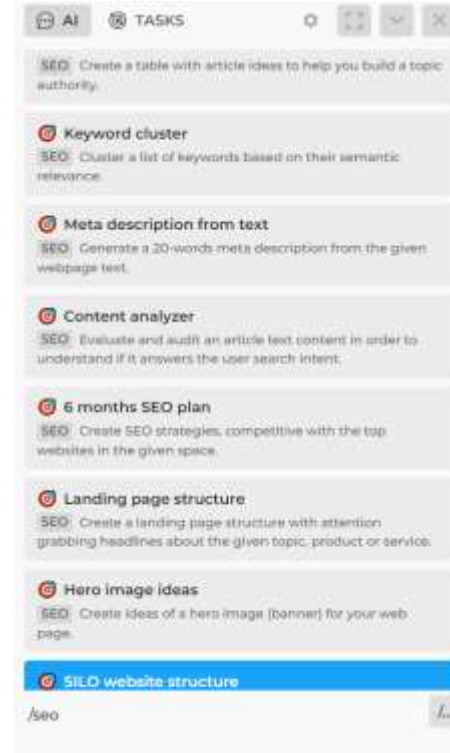 AI TASKS
SEO Create a table with article ideas to help you build a topic
authority.
Keyword cluster
SEO Cluster a list of keywords based on their semantic
relevance.
Meta description from text
SEO Generate a 20-words meta description from the given
webpage text.
Content analyzer
SEO Evaluate and audit an article text content in order to
understand if it answers the user search intent.
6 months SEO plan
SEO Create SEO strategies, competitive with the top
websites in the given space.
Landing page structure
SEO Create a landing page structure with attention
grabbing headlines about the given topic, product or service.
Hero image ideas
SEO Create ideas of a hero image (banner) for your web
page.
SILO website structure
/seo